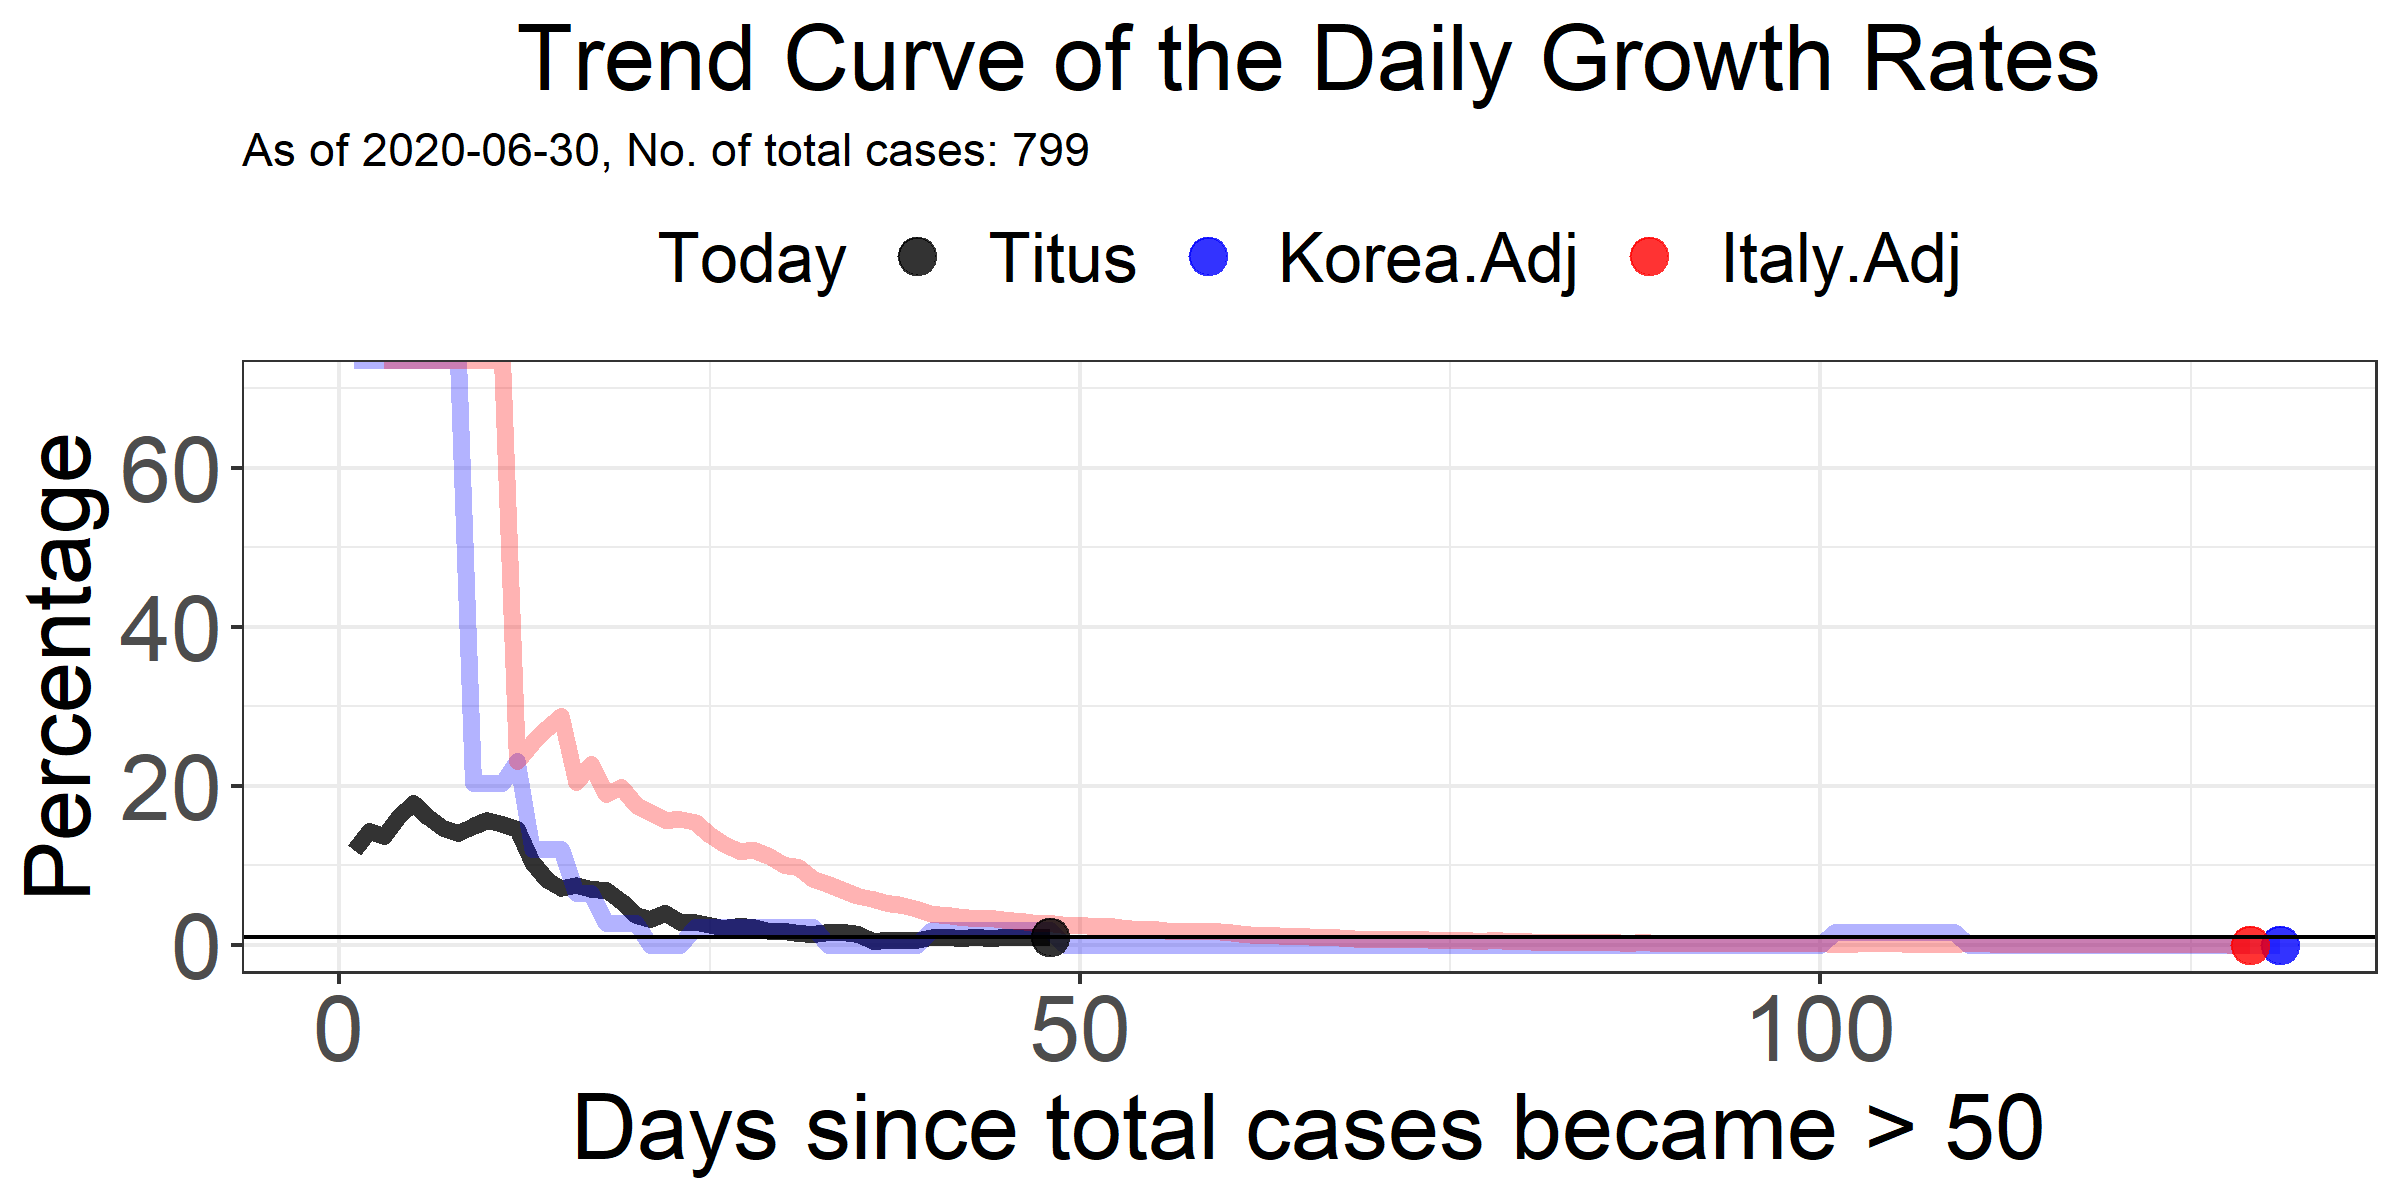 Trend Curve of the Daily Growth Rates
As of 2020-06-30, No. of total cases: 799
Today Titus Korea.Adj Italy.Adj
Percentage
60
40
20
0
0 50 100
Days since total cases became > 50